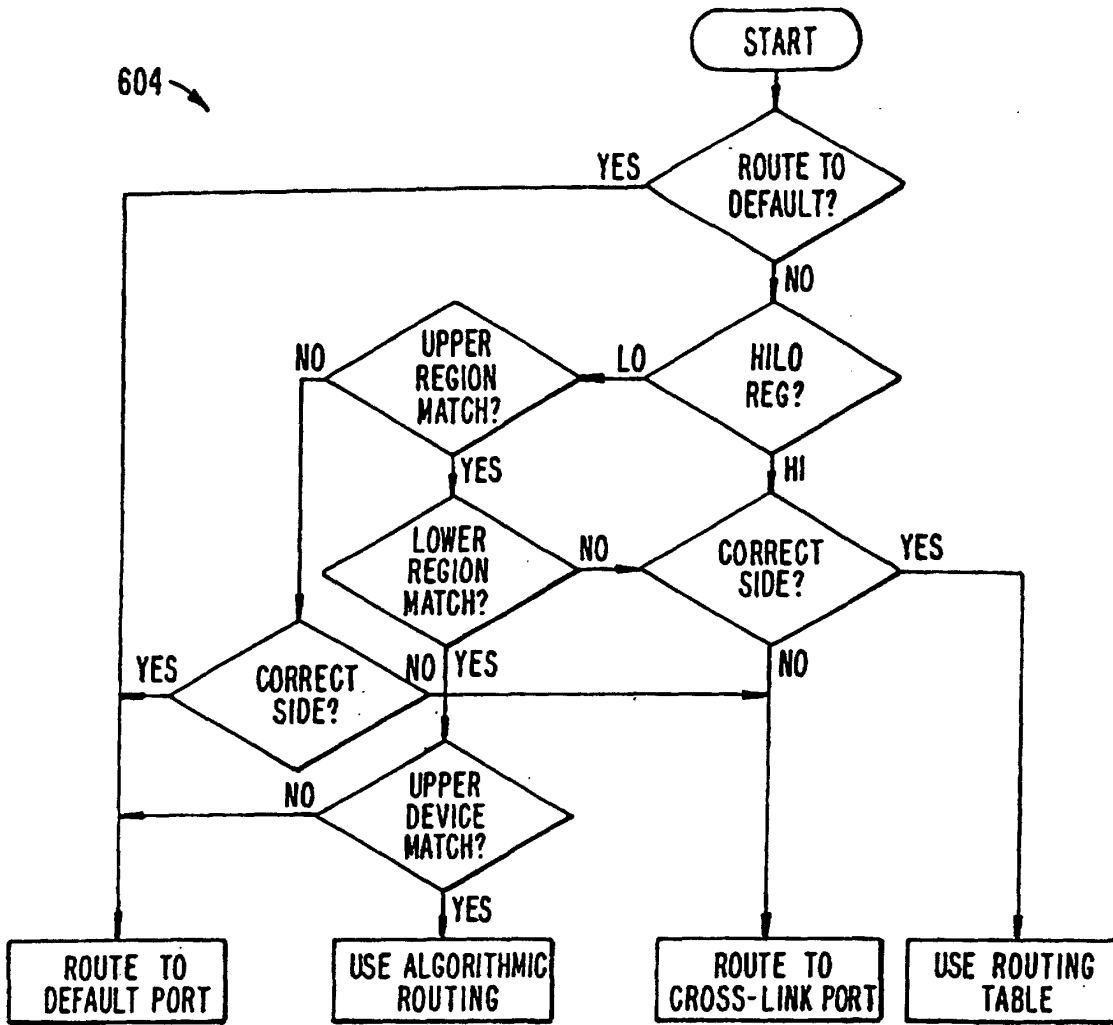 START
604
YES
ROUTE TO
DEFAULT?
NO
NO
UPPER
REGION
MATCH?
LO
HILO
REG?
YES
HI
LOWER
REGION
MATCH?
NO
CORRECT
SIDE?
YES
YES
CORRECT
SIDE?
NO
YES
NO
NO
UPPER
DEVICE
MATCH?
YES
ROUTE TO
DEFAULT PORT
USE ALGORITHMIC
ROUTING
ROUTE TO
CROSS-LINK PORT
USE ROUTING
TABLE